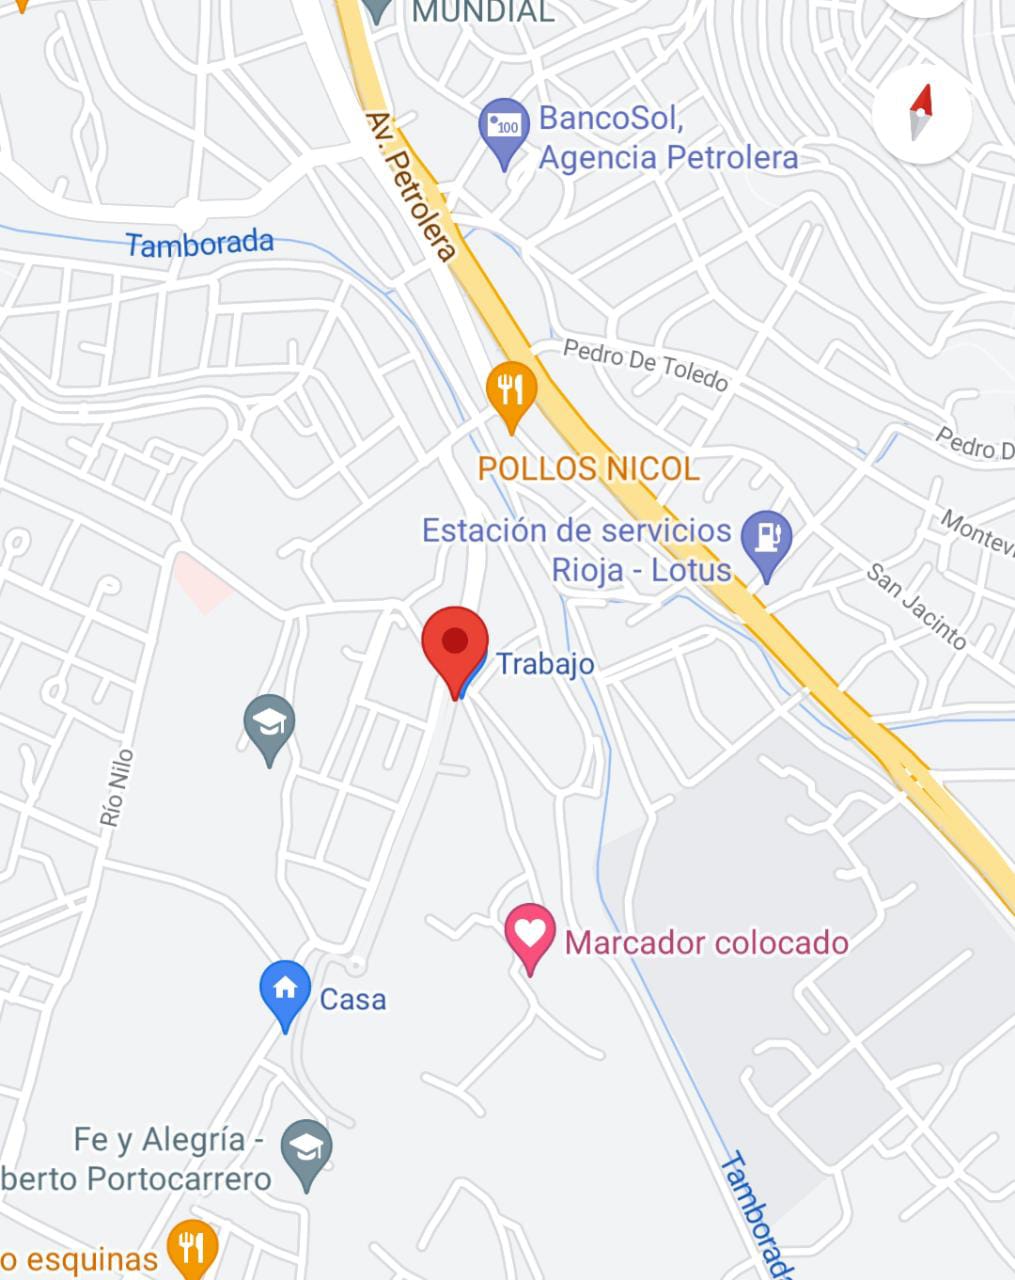 MUNDIAL
100
BancoSol,
Agencia Petrolera
Av. Petrolera
Tamborada
Pedro De Toledo
POLLOS NICOL
Pedro D
Estación de servicios
Rioja - Lotus
Montevi
San Jacinto
Trabajo
Río Nilo
Marcador colocado
Casa
Fe y Alegría -
berto Portocarrero
Tamborada
o esquinas